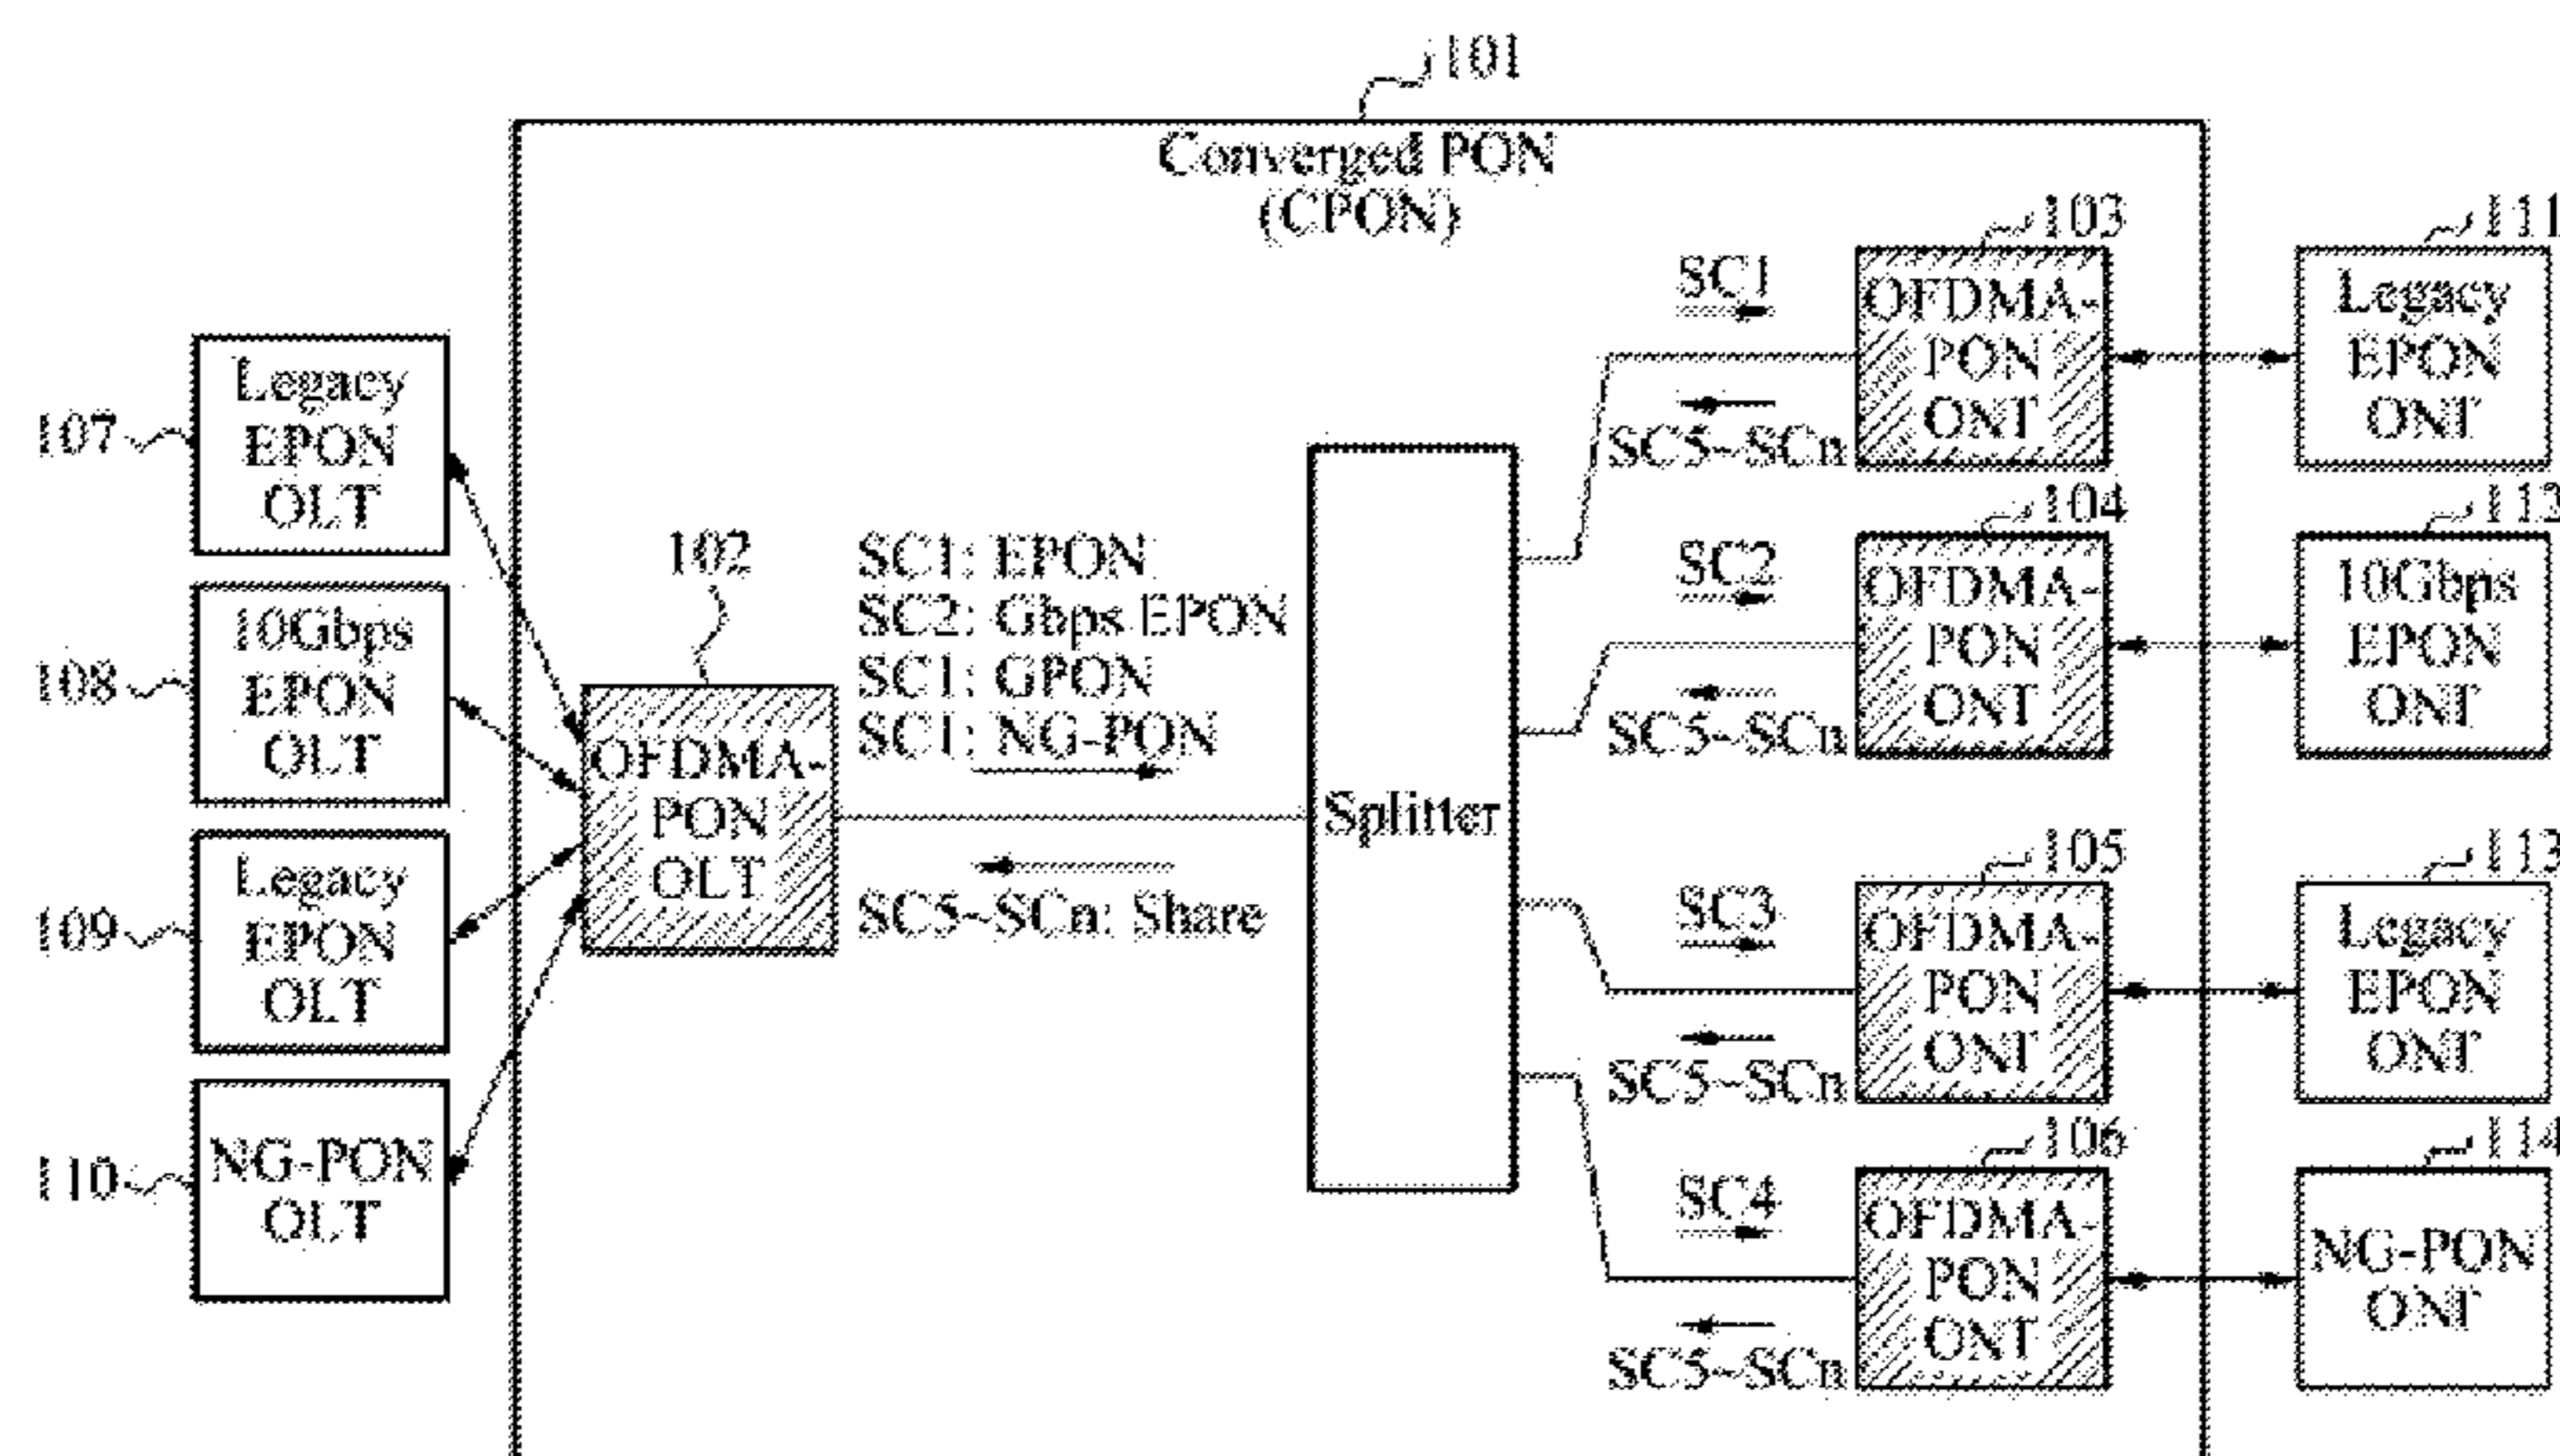 101
Converged PON
(CPON)
107
Legacy
EPON
OLT
108
10Gbps
EPON
OLT
109
Legacy
EPON
OLT
110
NG-PON
OLT
102
OFDMA-
PON
OLT
SC1: EPON
SC2: Gbps EPON
SC1: GPON
SC1: NG-PON
SC5~SCn: Share
Splitter
SC1
SC5~SCn
103
OFDMA-
PON
ONT
111
Legacy
EPON
ONT
SC2
SC5~SCn
104
OFDMA-
PON
ONT
113
10Gbps
EPON
ONT
SC3
SC5~SCn
105
OFDMA-
PON
ONT
113
Legacy
EPON
ONT
SC4
SC5~SCn
106
OFDMA-
PON
ONT
114
NG-PON
ONT